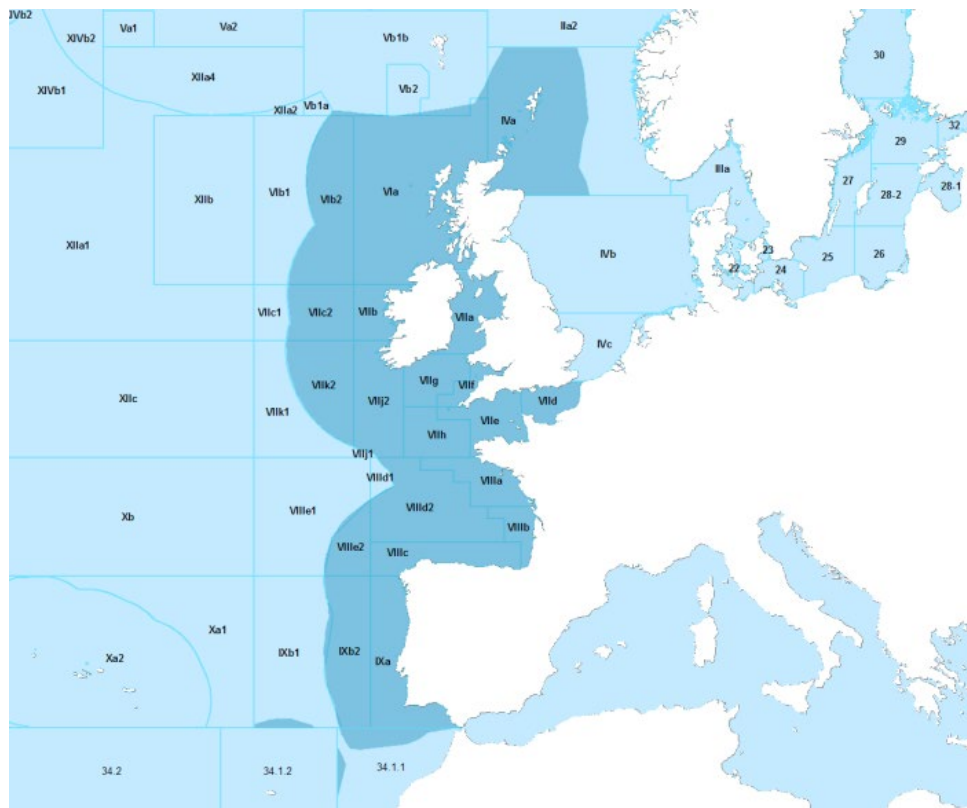 XIVb2
XIVb2
Va1
Va2
Vb1b
IIa2
30
XIVb1
XIIa4
Vb2
XIIa2
Vb1a
IVa
29
32
XIIb
VIb1
VIb2
VIa
IIIa
27
28-2
28-1
XIIa1
IVb
23
22
24
25
26
VIIc1
VIIc2
VIIb
VIIa
IVc
XIIc
VIIk1
VIIk2
VIIj2
VIIg
VIIf
VIId
VIIh
VIIe
VIIj1
VIIId1
VIIIa
Xb
VIIIe1
VIIId2
VIIIb
VIIIe2
VIIIc
Xa1
Xa2
IXb1
IXb2
IXa
34.2
34.1.2
34.1.1